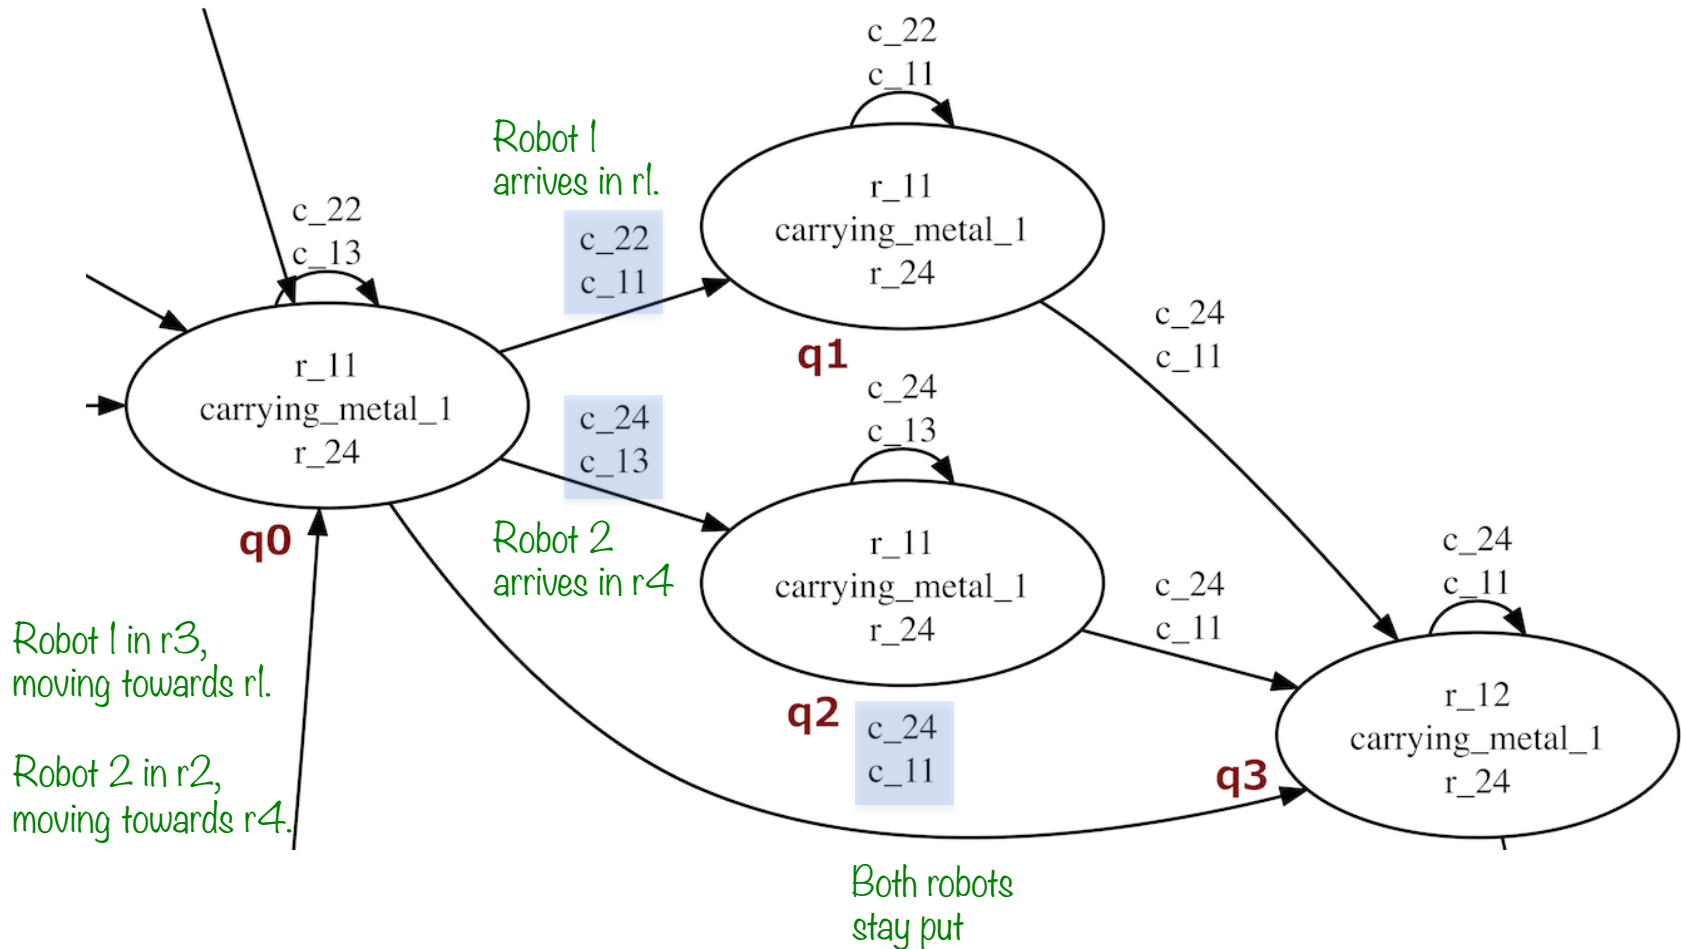 c_22
c_11
Robot 1
arrives in r1.
c_22
c_13
c_22
c_11
r_11
carrying_metal_1
r_24
q1
c_24
c_11
r_11
carrying_metal_1
r_24
q0
c_24
c_13
c_24
c_13
Robot 2
arrives in r4
r_11
carrying_metal_1
r_24
q2
c_24
c_11
c_24
c_11
Robot 1 in r3,
moving towards r1.
Robot 2 in r2,
moving towards r4.
c_24
c_11
q3
r_12
carrying_metal_1
r_24
Both robots
stay put